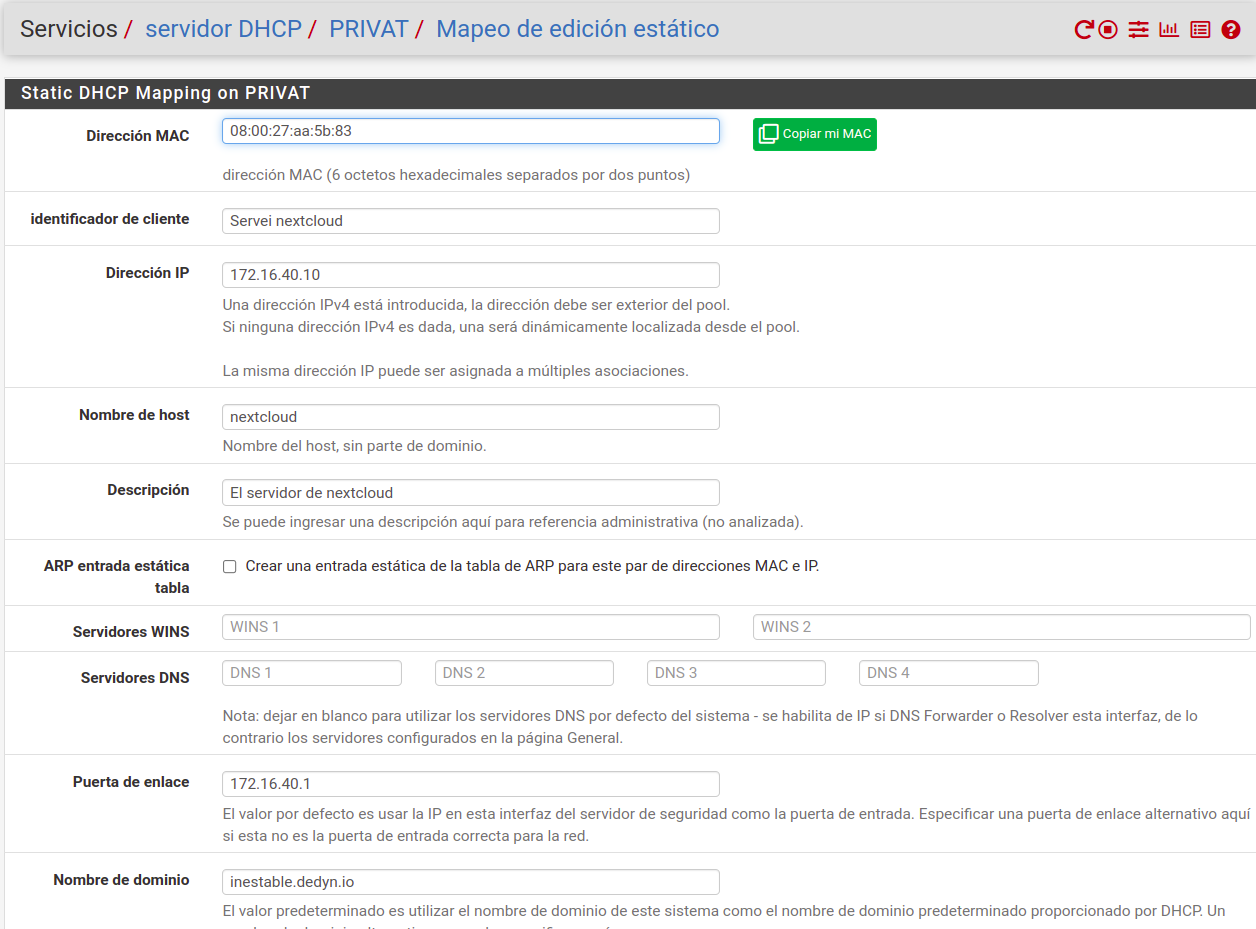 Servicios / servidor DHCP / PRIVAT / Mapeo de edición estático
Static DHCP Mapping on PRIVAT
Dirección MAC
08:00:27:aa:5b:83
Copiar mi MAC
dirección MAC (6 octetos hexadecimales separados por dos puntos)
identificador de cliente
Servei nextcloud
Dirección IP
172.16.40.10
Una dirección IPv4 está introducida, la dirección debe ser exterior del pool.
Si ninguna dirección IPv4 es dada, una será dinámicamente localizada desde el pool.
La misma dirección IP puede ser asignada a múltiples asociaciones.
Nombre de host
nextcloud
Nombre del host, sin parte de dominio.
Descripción
El servidor de nextcloud
Se puede ingresar una descripción aquí para referencia administrativa (no analizada).
ARP entrada estática
tabla
Crear una entrada estática de la tabla de ARP para este par de direcciones MAC e IP.
Servidores WINS
WINS 1
WINS 2
Servidores DNS
DNS 1
DNS 2
DNS 3
DNS 4
Nota: dejar en blanco para utilizar los servidores DNS por defecto del sistema - se habilita de IP si DNS Forwarder o Resolver esta interfaz, de lo
contrario los servidores configurados en la página General.
Puerta de enlace
172.16.40.1
El valor por defecto es usar la IP en esta interfaz del servidor de seguridad como la puerta de entrada. Especificar una puerta de enlace alternativo aquí
si esta no es la puerta de entrada correcta para la red.
Nombre de dominio
inestable.dedyn.io
El valor predeterminado es utilizar el nombre de dominio de este sistema como el nombre de dominio predeterminado proporcionado por DHCP. Un